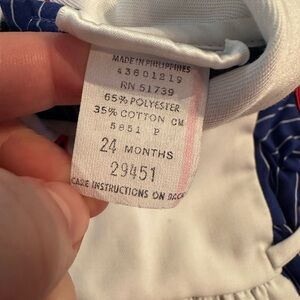 MADE IN PHILIPPINES
43601219
RN 51739
65% POLYESTER
35% COTTON CM
5851 P
24 MONTHS
29451
CARE INSTRUCTIONS ON BACK